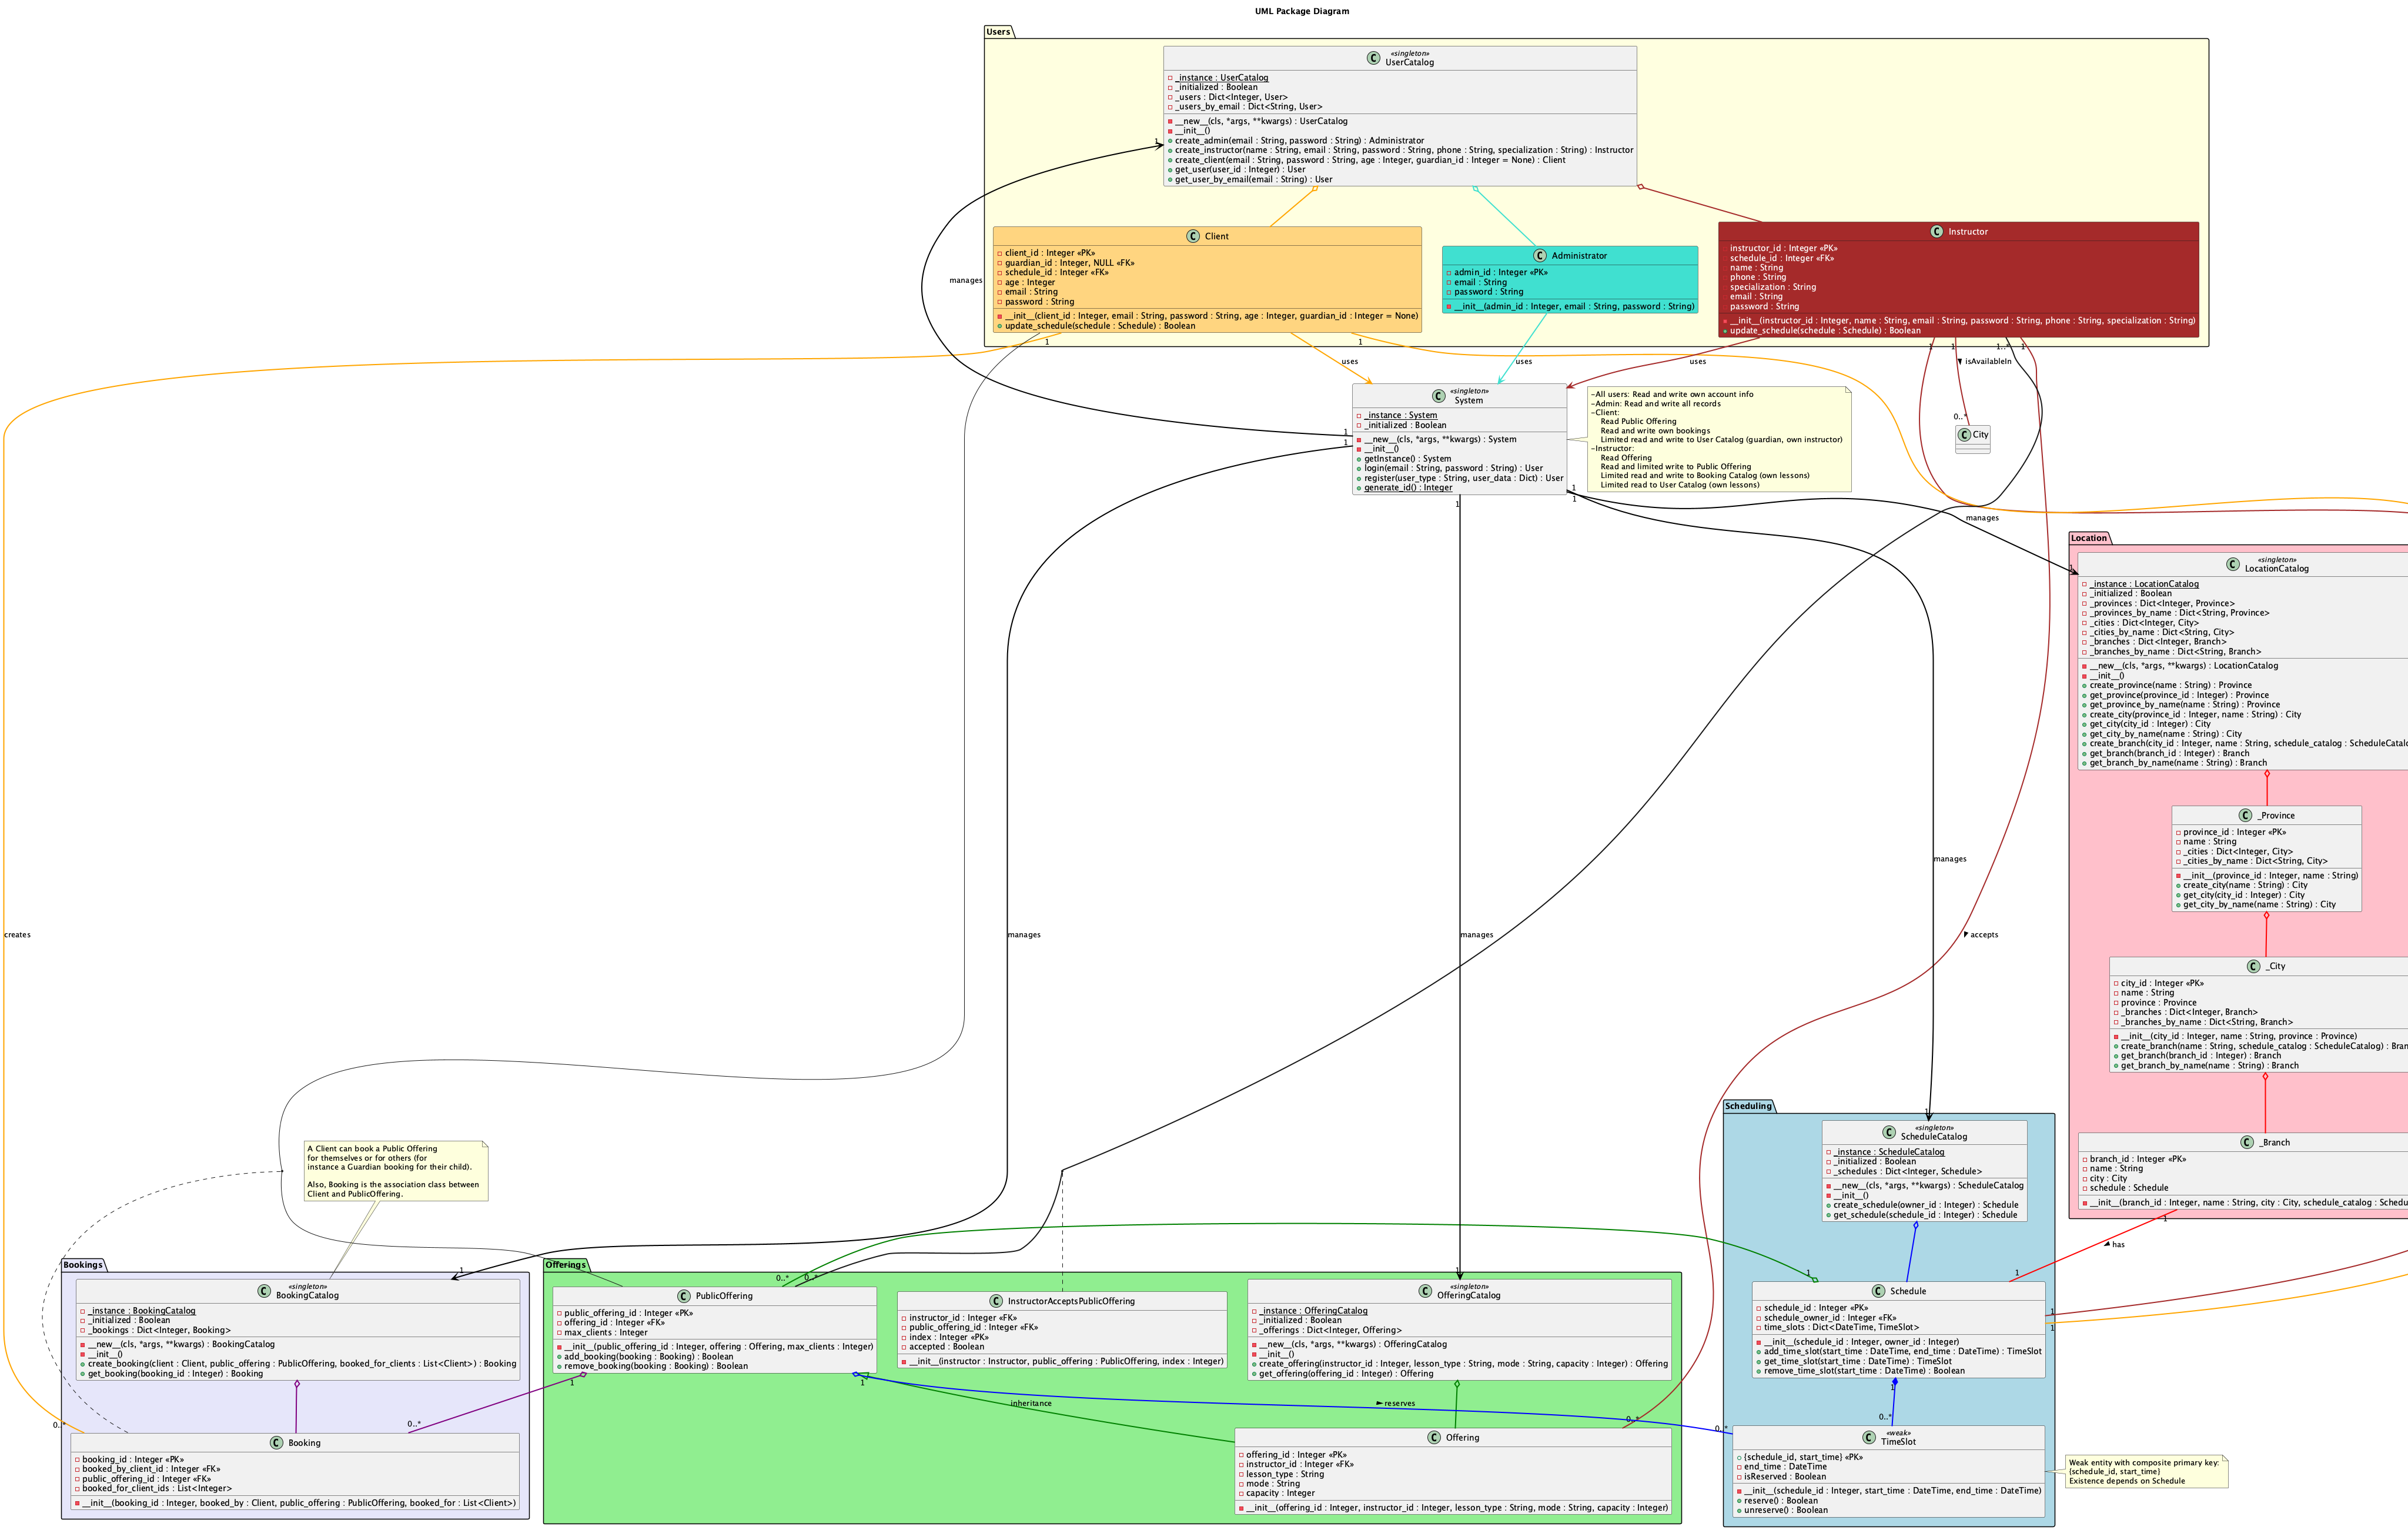 UML Package Diagram
Users
«singleton»
UserCatalog
_instance : UserCatalog
_initialized : Boolean
_users : Dict<Integer, User>
_users_by_email : Dict<String, User>
__new__(cls, *args, **kwargs) : UserCatalog
__init__()
create_admin(email : String, password : String) : Administrator
create_instructor(name : String, email : String, password : String, phone : String, specialization : String) : Instructor
create_client(email : String, password : String, age : Integer, guardian_id : Integer = None) : Client
get_user(user_id : Integer) : User
get_user_by_email(email : String) : User
1
manages
Client
client_id : Integer «PK»
guardian_id : Integer, NULL «FK»
schedule_id : Integer «FK»
age : Integer
email : String
password : String
__init__(client_id : Integer, email : String, password : String, age : Integer, guardian_id : Integer = None)
update_schedule(schedule : Schedule) : Boolean
Administrator
admin_id : Integer «PK»
email : String
password : String
__init__(admin_id : Integer, email : String, password : String)
Instructor
instructor_id : Integer «PK»
schedule_id : Integer «FK»
name : String
phone : String
specialization : String
email : String
password : String
__init__(instructor_id : Integer, name : String, email : String, password : String, phone : String, specialization : String)
update_schedule(schedule : Schedule) : Boolean
1
1
1
1
1..*
1
uses
uses
uses
isAvailableIn
0..*
City
«singleton»
System
_instance : System
_initialized : Boolean
__new__(cls, *args, **kwargs) : System
__init__()
getInstance() : System
login(email : String, password : String) : User
register(user_type : String, user_data : Dict) : User
generate_id() : Integer
1
1
1
1
1
-All users: Read and write own account info
-Admin: Read and write all records
-Client:
Read Public Offering
Read and write own bookings
Limited read and write to User Catalog (guardian, own instructor)
-Instructor:
Read Offering
Read and limited write to Public Offering
Limited read and write to Booking Catalog (own lessons)
Limited read to User Catalog (own lessons)
manages
Location
1
«singleton»
LocationCatalog
_instance : LocationCatalog
_initialized : Boolean
_provinces : Dict<Integer, Province>
_provinces_by_name : Dict<String, Province>
_cities : Dict<Integer, City>
_cities_by_name : Dict<String, City>
_branches : Dict<Integer, Branch>
_branches_by_name : Dict<String, Branch>
__new__(cls, *args, **kwargs) : LocationCatalog
__init__()
create_province(name : String) : Province
get_province(province_id : Integer) : Province
get_province_by_name(name : String) : Province
create_city(province_id : Integer, name : String) : City
get_city(city_id : Integer) : City
get_city_by_name(name : String) : City
create_branch(city_id : Integer, name : String, schedule_catalog : ScheduleCatalo
get_branch(branch_id : Integer) : Branch
get_branch_by_name(name : String) : Branch
_Province
province_id : Integer «PK»
name : String
_cities : Dict<Integer, City>
_cities_by_name : Dict<String, City>
__init__(province_id : Integer, name : String)
create_city(name : String) : City
get_city(city_id : Integer) : City
get_city_by_name(name : String) : City
_City
city_id : Integer «PK»
name : String
province : Province
_branches : Dict<Integer, Branch>
_branches_by_name : Dict<String, Branch>
__init__(city_id : Integer, name : String, province : Province)
create_branch(name : String, schedule_catalog : ScheduleCatalog) : Bran
get_branch(branch_id : Integer) : Branch
get_branch_by_name(name : String) : Branch
_Branch
branch_id : Integer «PK»
name : String
city : City
schedule : Schedule
__init__(branch_id : Integer, name : String, city : City, schedule_catalog : Schedu
1
has
1
creates
manages
manages
manages
accepts
A Client can book a Public Offering
for themselves or for others (for
instance a Guardian booking for their child).
Also, Booking is the association class between
Client and PublicOffering.
Bookings
1
«singleton»
BookingCatalog
_instance : BookingCatalog
_initialized : Boolean
_bookings : Dict<Integer, Booking>
__new__(cls, *args, **kwargs) : BookingCatalog
__init__()
create_booking(client : Client, public_offering : PublicOffering, booked_for_clients : List<Client>) : Booking
get_booking(booking_id : Integer) : Booking
0..*
0..*
Booking
booking_id : Integer «PK»
booked_by_client_id : Integer «FK»
public_offering_id : Integer «FK»
booked_for_client_ids : List<Integer>
__init__(booking_id : Integer, booked_by : Client, public_offering : PublicOffering, booked_for : List<Client>)
Offerings
0..*
0..*
PublicOffering
public_offering_id : Integer «PK»
offering_id : Integer «FK»
max_clients : Integer
__init__(public_offering_id : Integer, offering : Offering, max_clients : Integer)
add_booking(booking : Booking) : Boolean
remove_booking(booking : Booking) : Boolean
1
1
inheritance
reserves
InstructorAcceptsPublicOffering
instructor_id : Integer «FK»
public_offering_id : Integer «FK»
index : Integer «PK»
accepted : Boolean
__init__(instructor : Instructor, public_offering : PublicOffering, index : Integer)
1
«singleton»
OfferingCatalog
_instance : OfferingCatalog
_initialized : Boolean
_offerings : Dict<Integer, Offering>
__new__(cls, *args, **kwargs) : OfferingCatalog
__init__()
create_offering(instructor_id : Integer, lesson_type : String, mode : String, capacity : Integer) : Offering
get_offering(offering_id : Integer) : Offering
0..*
Offering
offering_id : Integer «PK»
instructor_id : Integer «FK»
lesson_type : String
mode : String
capacity : Integer
__init__(offering_id : Integer, instructor_id : Integer, lesson_type : String, mode : String, capacity : Integer)
Scheduling
1
«singleton»
ScheduleCatalog
_instance : ScheduleCatalog
_initialized : Boolean
_schedules : Dict<Integer, Schedule>
__new__(cls, *args, **kwargs) : ScheduleCatalog
__init__()
create_schedule(owner_id : Integer) : Schedule
get_schedule(schedule_id : Integer) : Schedule
1
Schedule
schedule_id : Integer «PK»
schedule_owner_id : Integer «FK»
time_slots : Dict<DateTime, TimeSlot>
__init__(schedule_id : Integer, owner_id : Integer)
add_time_slot(start_time : DateTime, end_time : DateTime) : TimeSlot
get_time_slot(start_time : DateTime) : TimeSlot
remove_time_slot(start_time : DateTime) : Boolean
1
1
1
0..*
0..*
«weak»
TimeSlot
{schedule_id, start_time} «PK»
end_time : DateTime
isReserved : Boolean
__init__(schedule_id : Integer, start_time : DateTime, end_time : DateTime)
reserve() : Boolean
unreserve() : Boolean
Weak entity with composite primary key:
{schedule_id, start_time}
Existence depends on Schedule